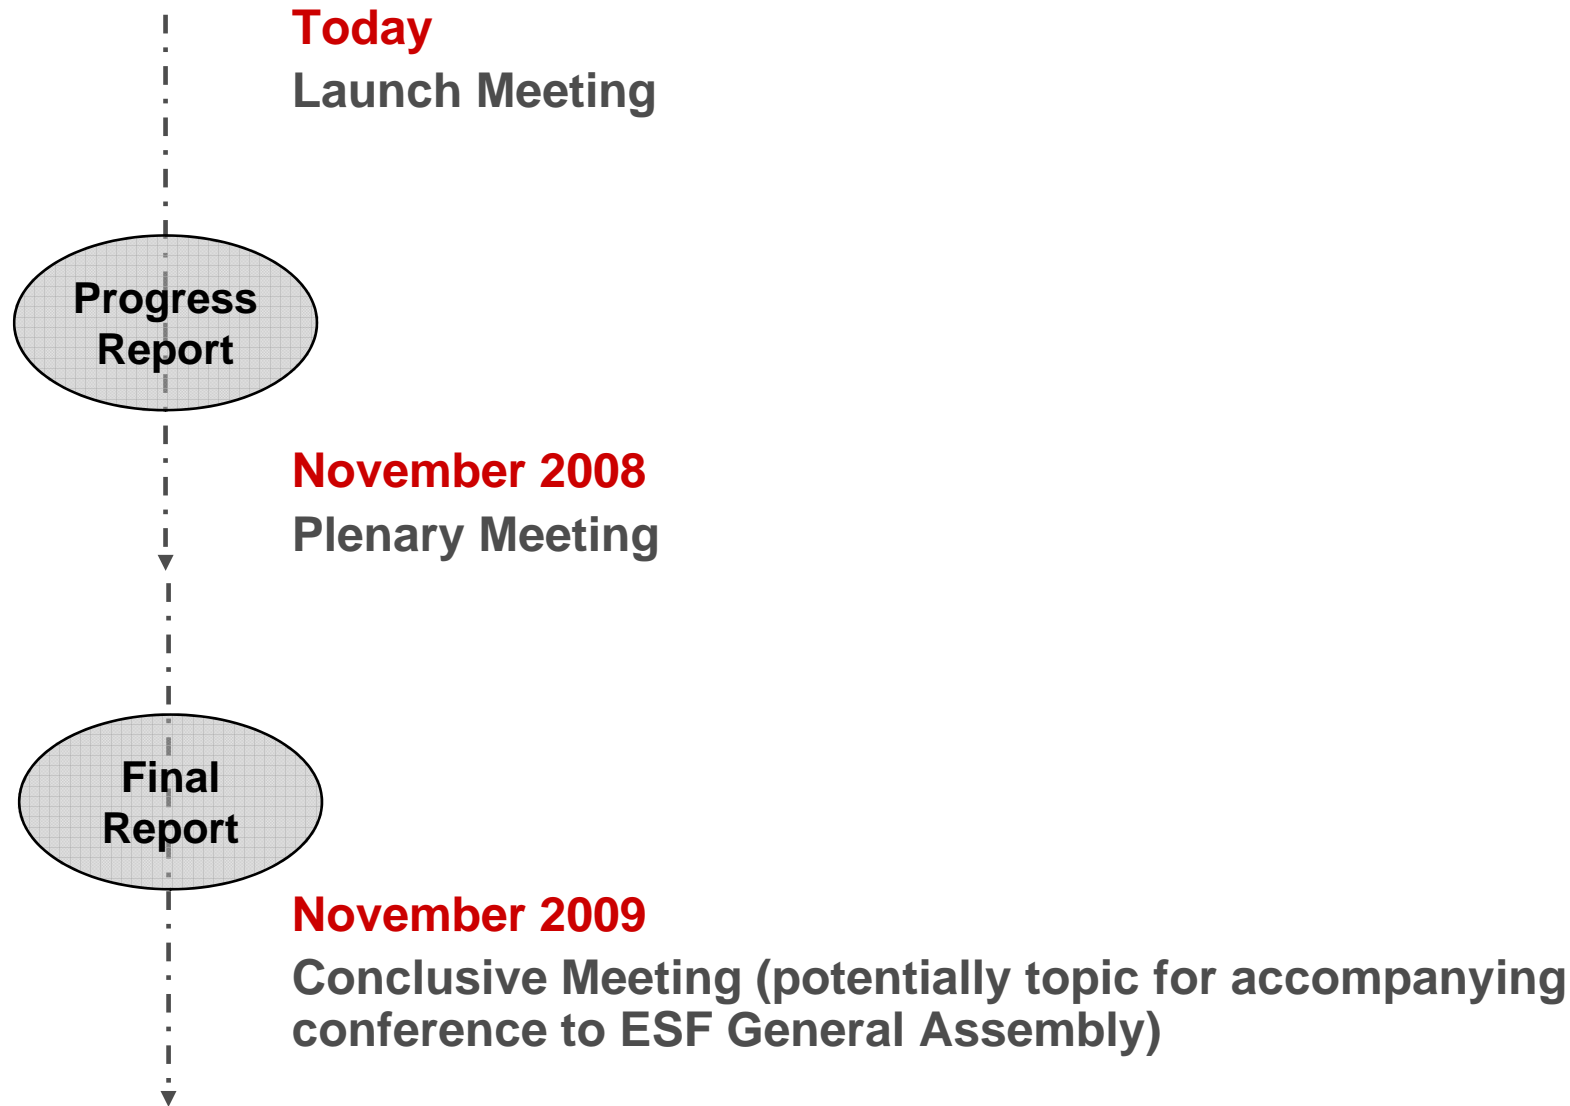 Today
Launch Meeting
Progress
Report
November 2008
Plenary Meeting
Final
Report
November 2009
Conclusive Meeting (potentially topic for accompanying
conference to ESF General Assembly)